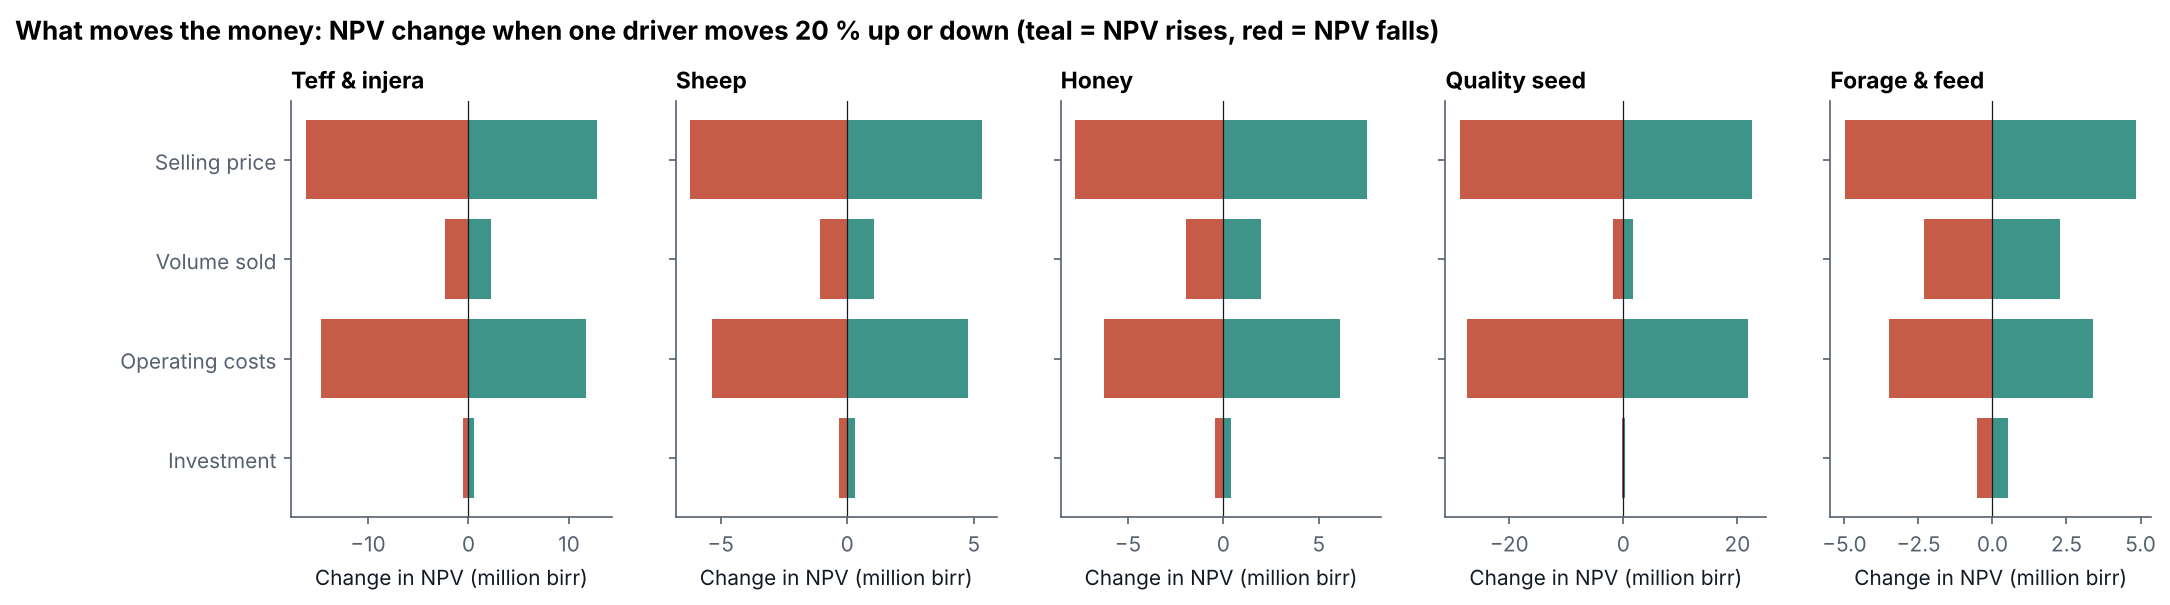 What moves the money: NPV change when one driver moves 20 % up or down (teal = NPV rises, red = NPV falls)
Teff & injera
Sheep
Honey
Quality seed
Forage & feed
Selling price
Volume sold
Operating costs
Investment
−10 0 10
−5 0 5
−5 0 5
−20 0 20
−5.0 −2.5 0.0 2.5 5.0
Change in NPV (million birr)
Change in NPV (million birr)
Change in NPV (million birr)
Change in NPV (million birr)
Change in NPV (million birr)